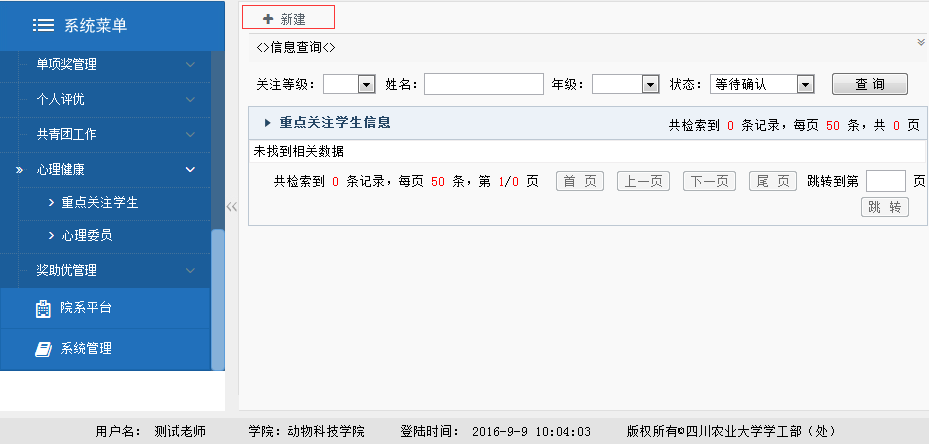 系统菜单
单项奖管理
个人评优
共青团工作
心理健康
重点关注学生
心理委员
奖助优管理
院系平台
系统管理
新建
<>信息查询<>
关注等级： 姓名： 年级： 状态： 等待确认 查 询
重点关注学生信息 共检索到 0 条记录，每页 50 条，共 0 页
未找到相关数据
共检索到 0 条记录，每页 50 条，第 1/0 页 首 页 上一页 下一页 尾 页 跳转到第 页
跳 转
用户名： 测试老师 学院：动物科技学院 登陆时间： 2016-9-9 10:04:03 版权所有©四川农业大学学工部（处）